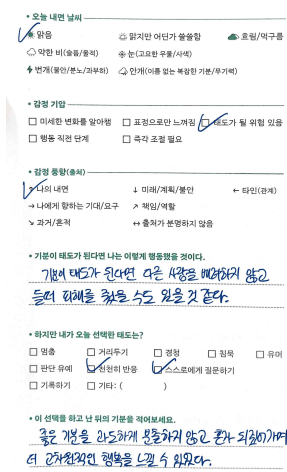 • 오늘 내면 날씨
맑음 맑지만 어딘가 쓸쓸함 흐림/먹구름
약한 비(슬픔/울적) 눈(고요한 우울/사색)
번개(불안/분노/과부하) 안개(이름 없는 복잡한 기분/무기력)
• 감정 기압
□ 미세한 변화를 알아챔 □ 표정으로만 느껴짐 □ 태도가 될 위험 있음
□ 행동 직전 단계 □ 즉각 조절 필요
• 감정 풍향(출처)
나의 내면 ↓ 미래/계획/불안 ← 타인(관계)
→ 나에게 향하는 기대/요구 ↗ 책임/역할
↘ 과거/흔적 ↔ 출처가 분명하지 않음
• 기분이 태도가 된다면 나는 이렇게 행동했을 것이다.
기분이 태도가 된다면 다른 사람을 배려하지 않고
들려 피해를 줬을 수도 있을 것 같다.
• 하지만 내가 오늘 선택한 태도는?
□ 멈춤 □ 거리두기 □ 경청 □ 침묵 □ 유머
□ 판단 유예 □ 천천히 반응 □ 스스로에게 질문하기
□ 기록하기 □ 기타: ( )
• 이 선택을 하고 난 뒤의 기분을 적어보세요.
좋은 기분을 과도하게 분출하지 않고 혼자 되짚어가며
더 고차원적인 행복을 느낄 수 있었다.